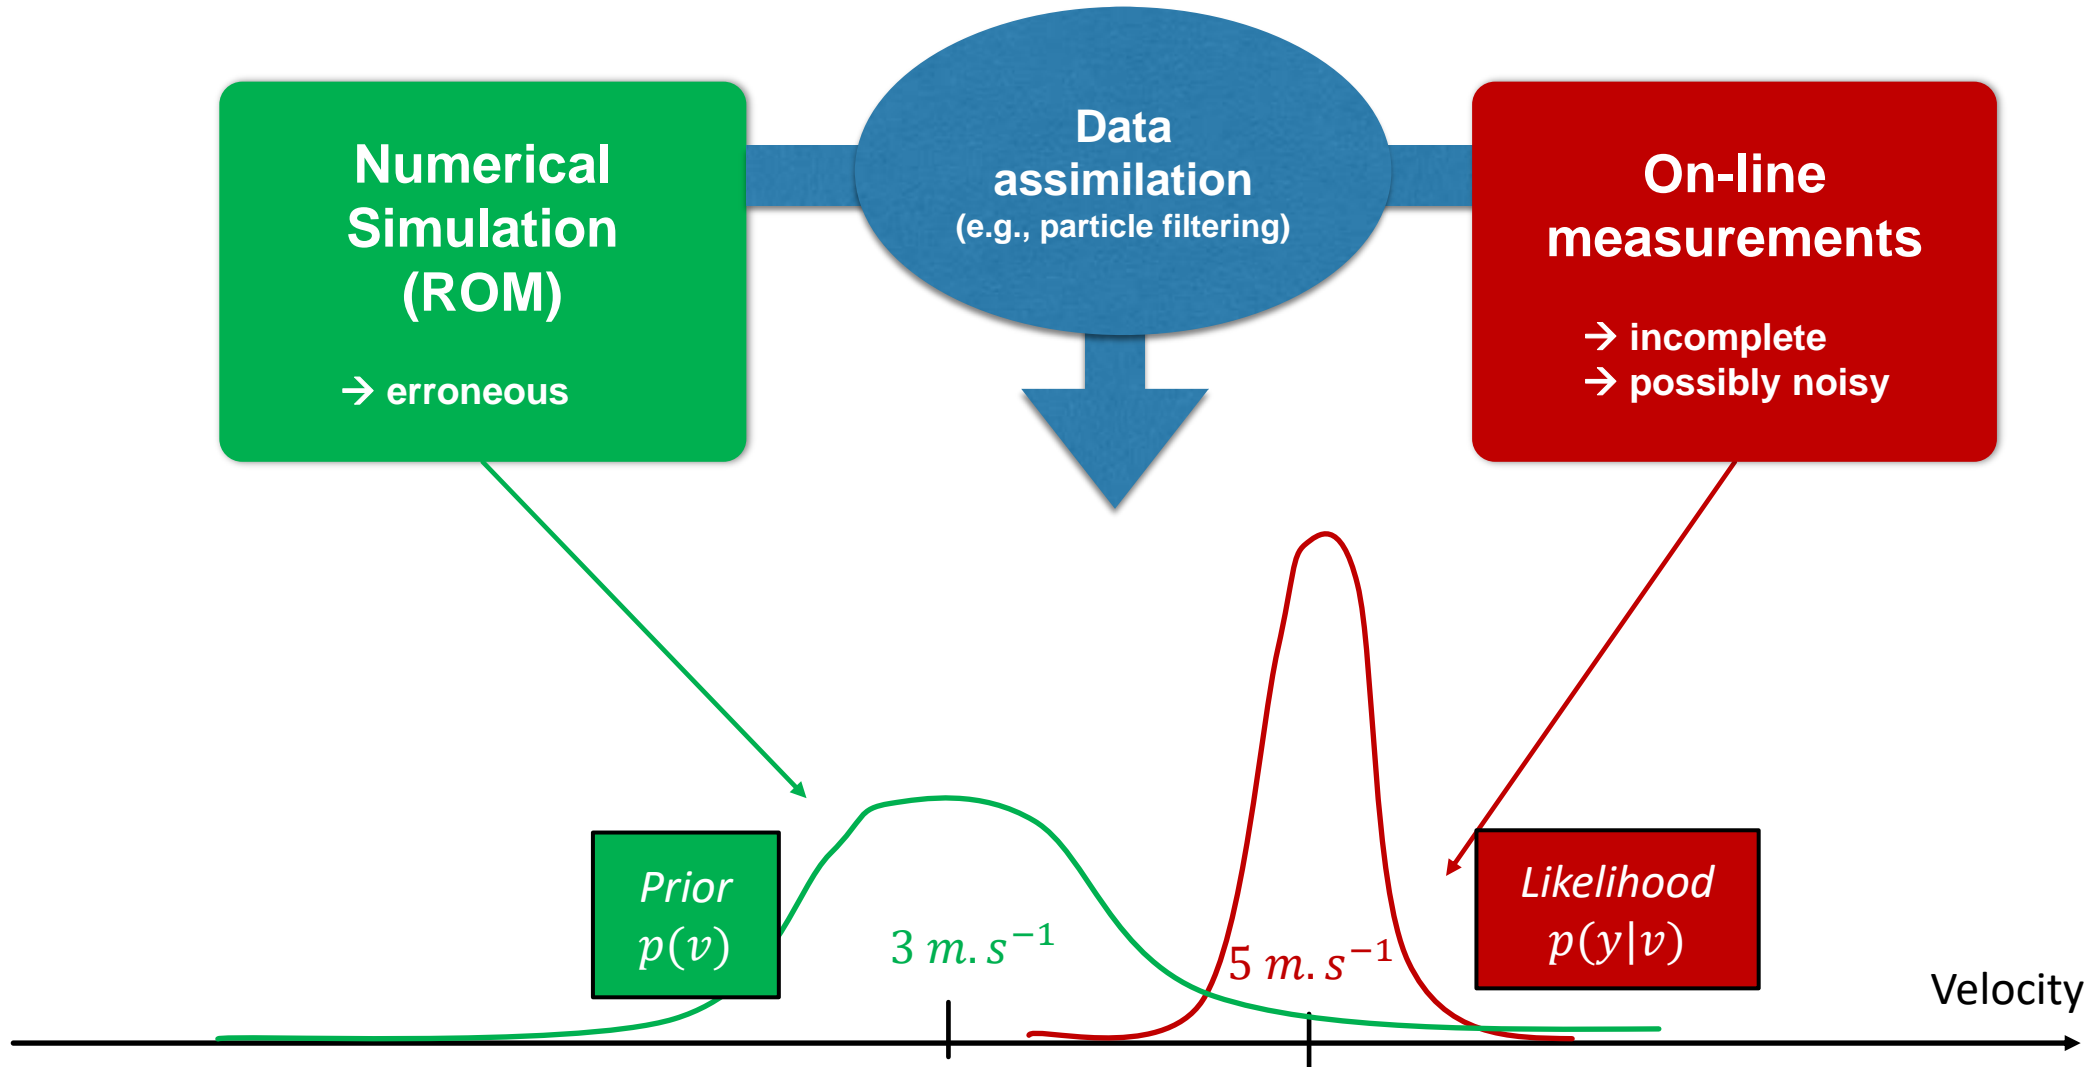 Numerical
Simulation
(ROM)
→ erroneous
Data
assimilation
(e.g., particle filtering)
On-line
measurements
→ incomplete
→ possibly noisy
Prior
p(v)
3 m.s⁻¹
5 m.s⁻¹
Likelihood
p(y|v)
Velocity